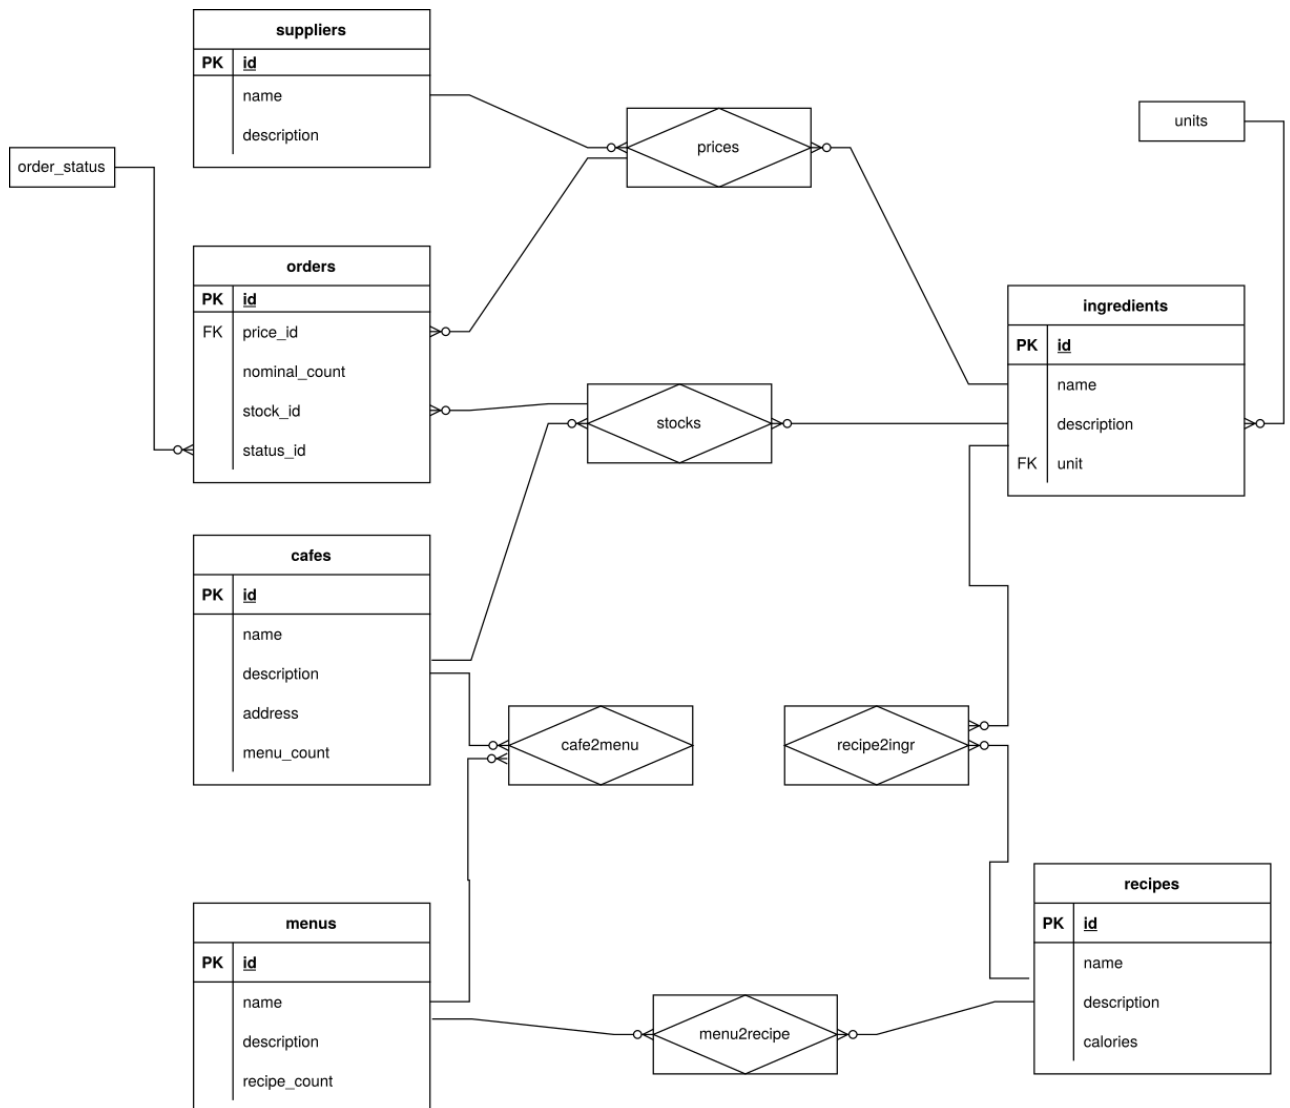 suppliers
PK id
name
description
order_status
prices
units
orders
PK id
FK price_id
nominal_count
stock_id
status_id
stocks
ingredients
PK id
name
description
FK unit
cafes
PK id
name
description
address
menu_count
cafe2menu
recipe2ingr
menus
PK id
name
description
recipe_count
menu2recipe
recipes
PK id
name
description
calories